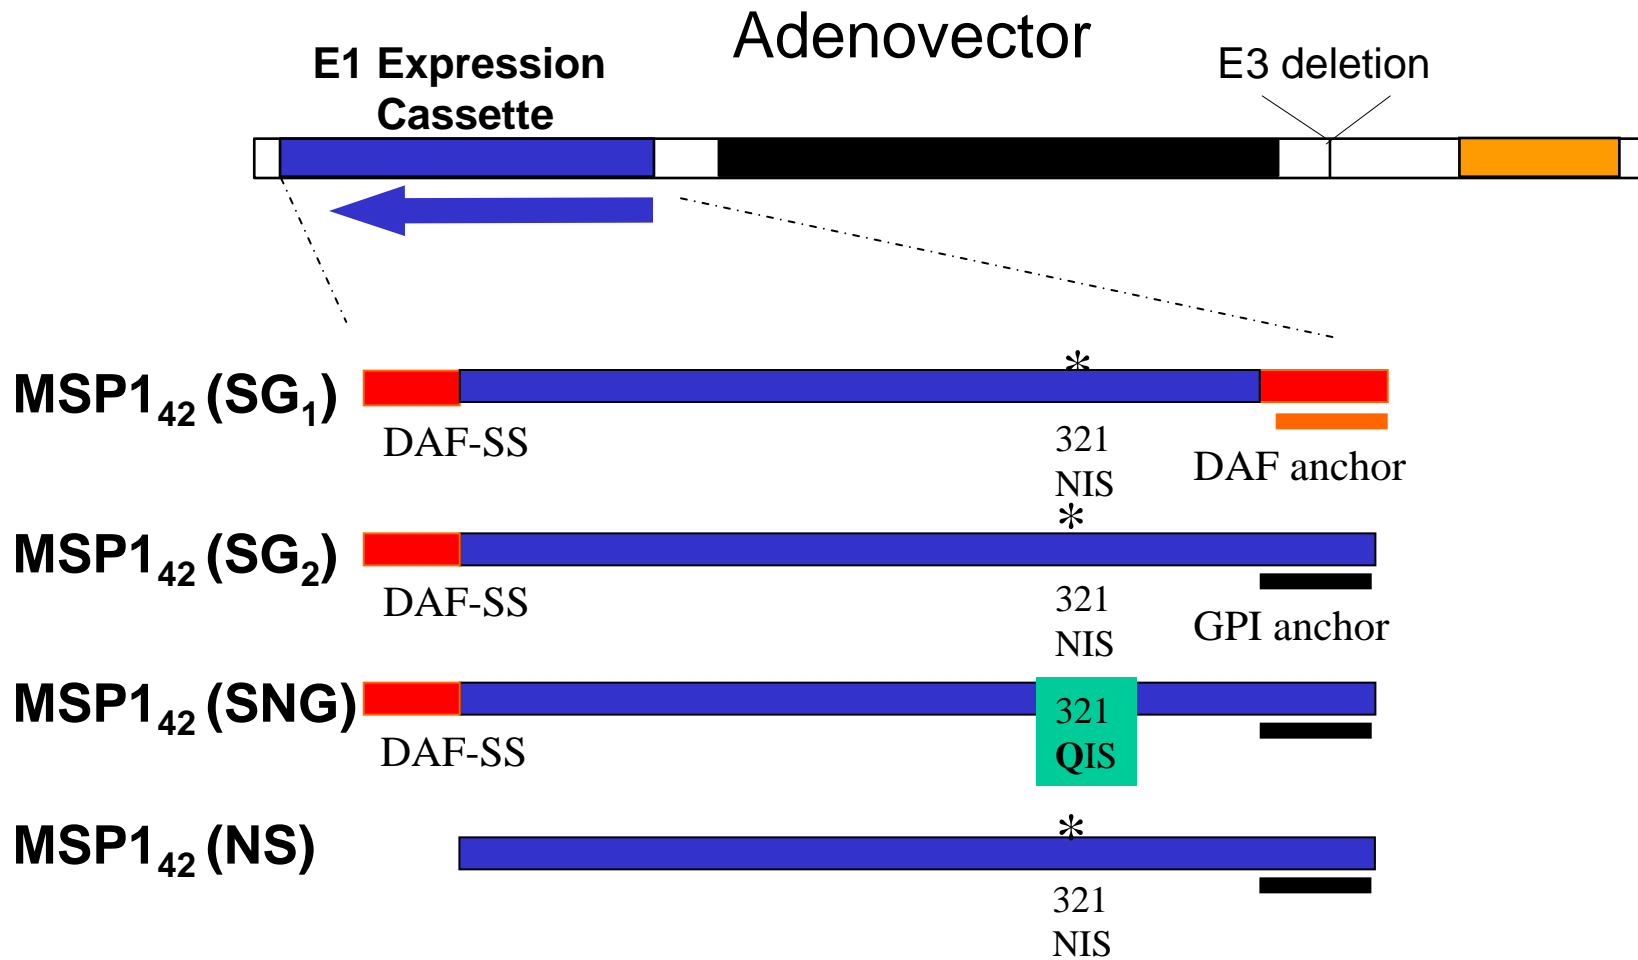 Adenovector
E1 Expression
Cassette
E3 deletion
MSP1₄₂ (SG₁)
*
DAF-SS
321
NIS
DAF anchor
MSP1₄₂ (SG₂)
*
DAF-SS
321
NIS
GPI anchor
MSP1₄₂ (SNG)
321
QIS
DAF-SS
MSP1₄₂ (NS)
*
321
NIS